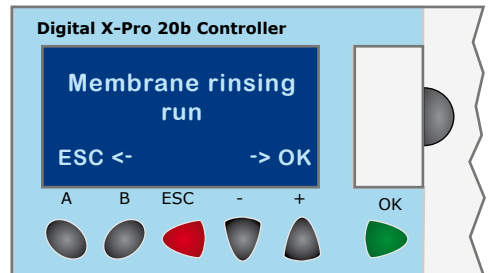 Digital X-Pro 20b Controller
Membrane rinsing
run
ESC <- -> OK
A B ESC - + OK